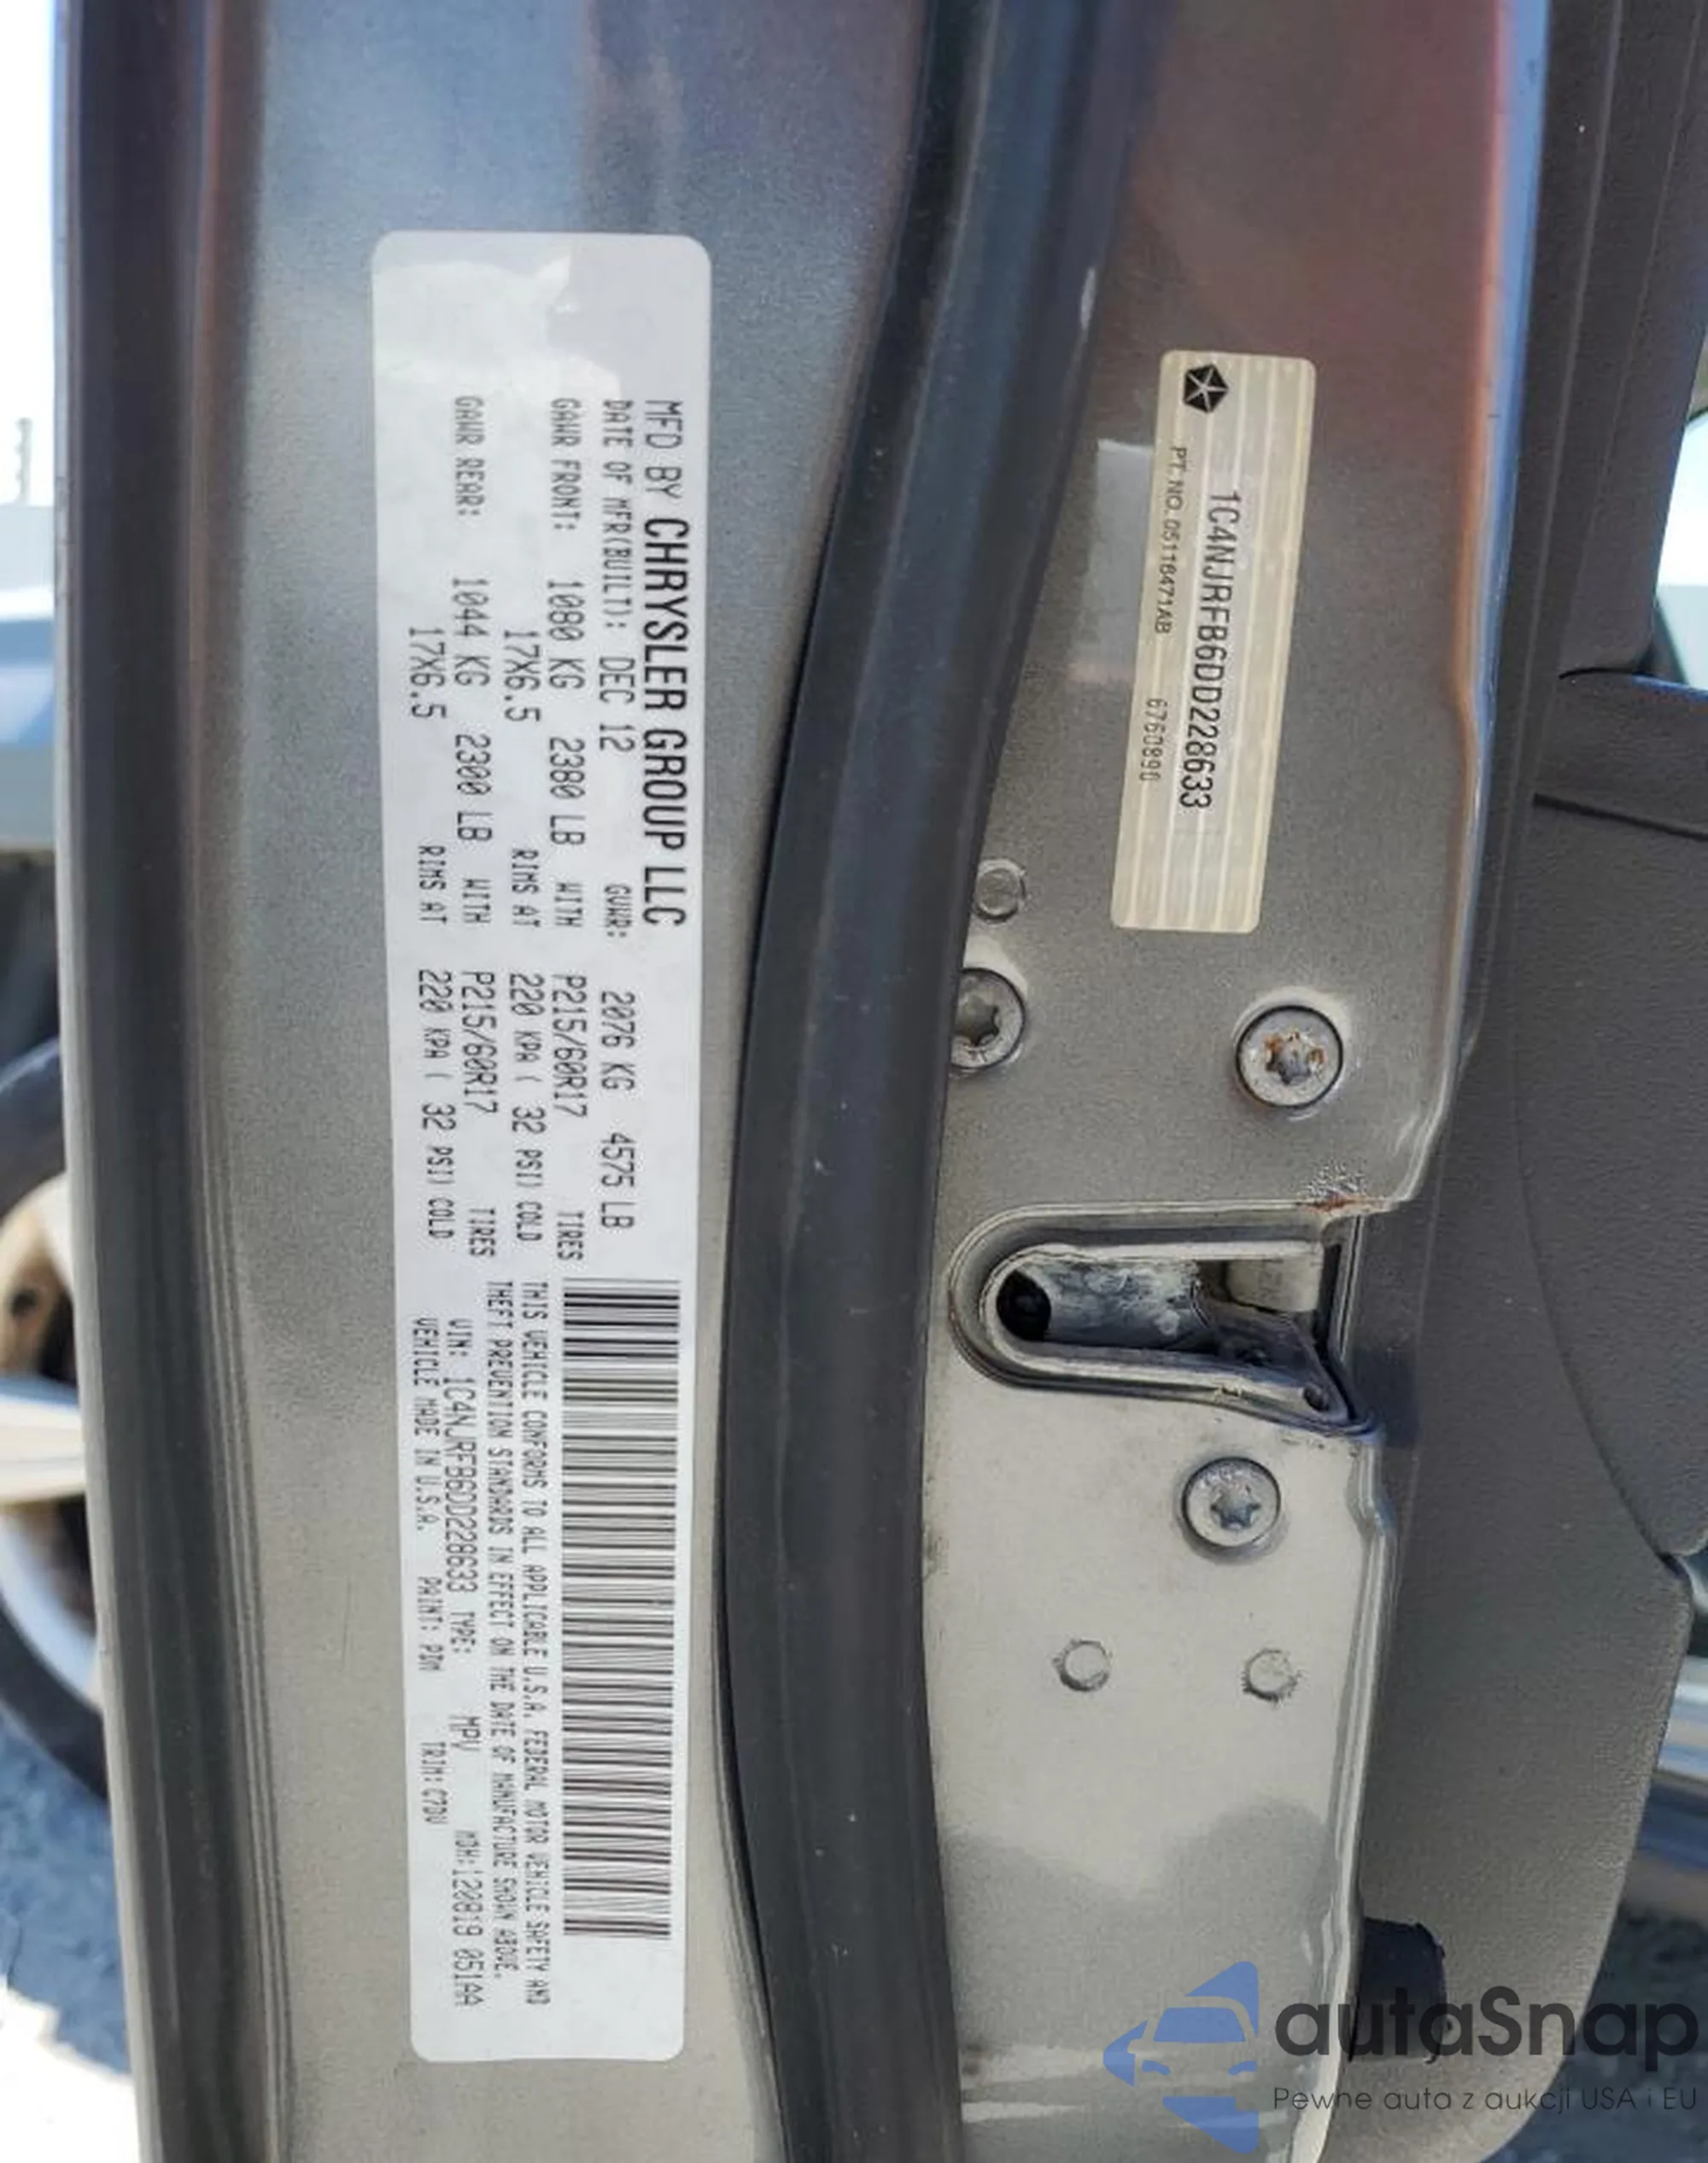 MFD BY CHRYSLER GROUP LLC
DATE OF MFR(BUILT): DEC 12 GVWR: 2076 KG 4575 LB
GAWR FRONT: 1080 KG 2380 LB WITH P215/60R17 TIRES
17X6.5 RIMS AT 220 KPA ( 32 PSI) COLD
GAWR REAR: 1044 KG 2300 LB WITH P215/60R17 TIRES
17X6.5 RIMS AT 220 KPA ( 32 PSI) COLD
THIS VEHICLE CONFORMS TO ALL APPLICABLE U.S.A. FEDERAL MOTOR VEHICLE SAFETY AND
THEFT PREVENTION STANDARDS IN EFFECT ON THE DATE OF MANUFACTURE SHOWN ABOVE.
VIN: 1C4NJRFB6DD228633 TYPE: MPV MDH:120819 051AA
VEHICLE MADE IN U.S.A. PAINT: PDM TRIM:C7DV
1C4NJRFB6DD228633
PT. NO. 05116471AB 6760890
autaSnap
Pewne auta z aukcji USA i EU